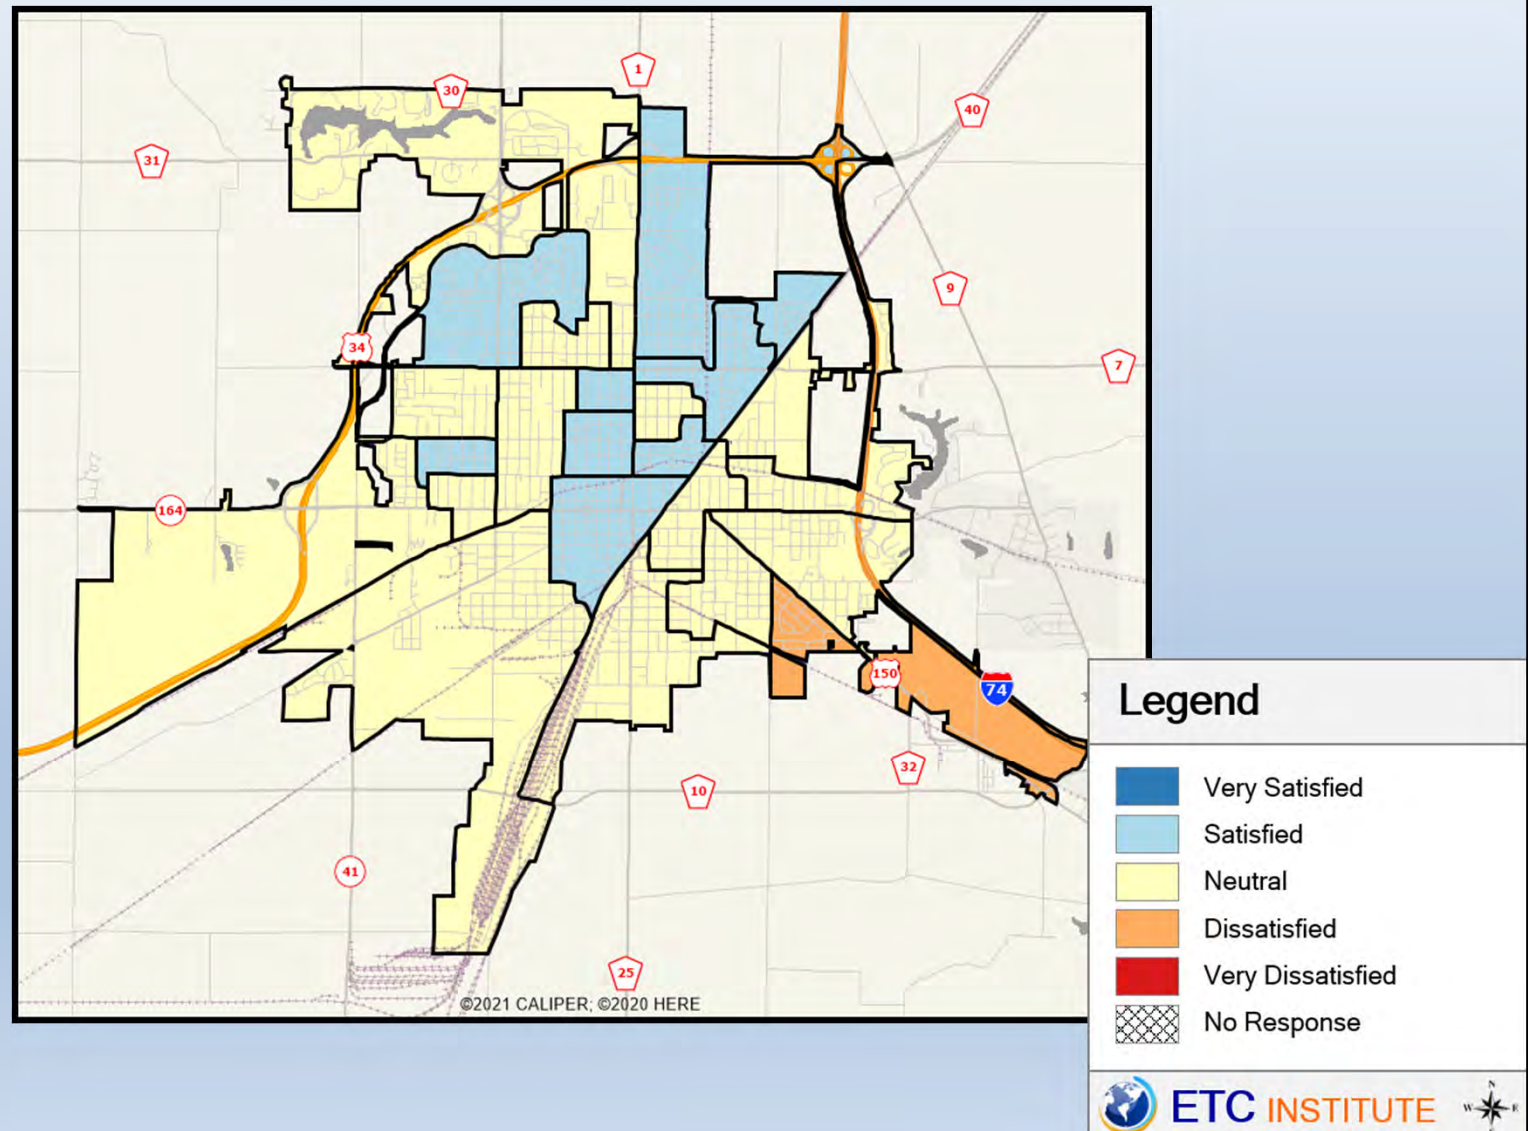 1
30
40
31
9
34
7
164
150
74
32
10
41
25
©2021 CALIPER; ©2020 HERE
Legend
Very Satisfied
Satisfied
Neutral
Dissatisfied
Very Dissatisfied
No Response
ETC INSTITUTE
N
W E